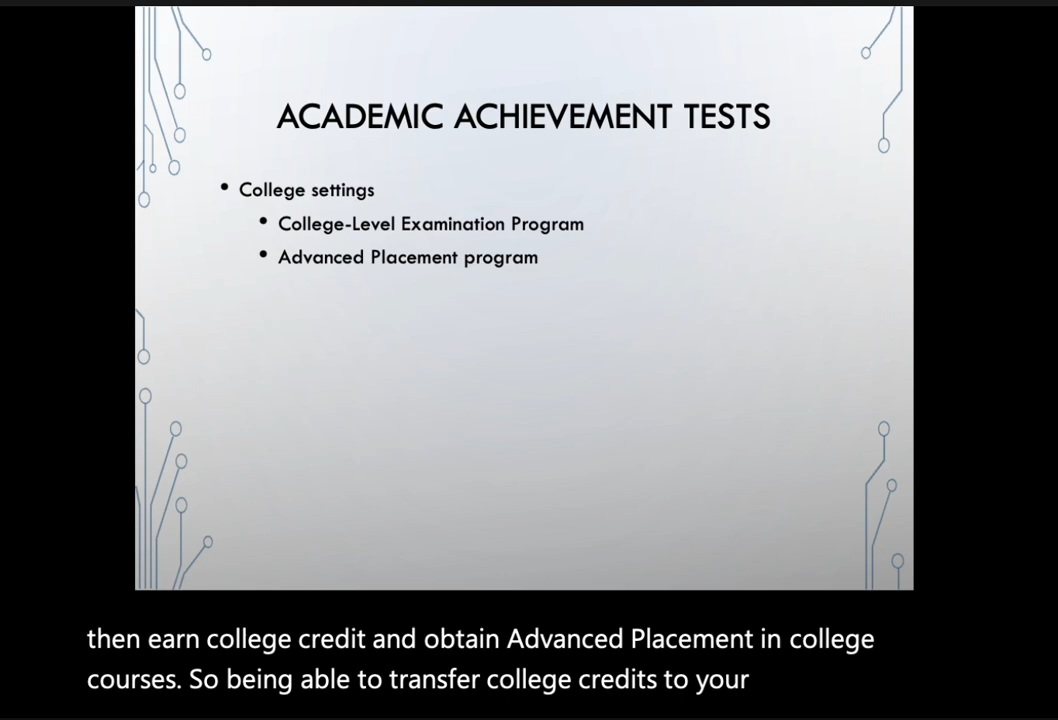 ACADEMIC ACHIEVEMENT TESTS
• College settings
• College-Level Examination Program
• Advanced Placement program
then earn college credit and obtain Advanced Placement in college
courses. So being able to transfer college credits to your